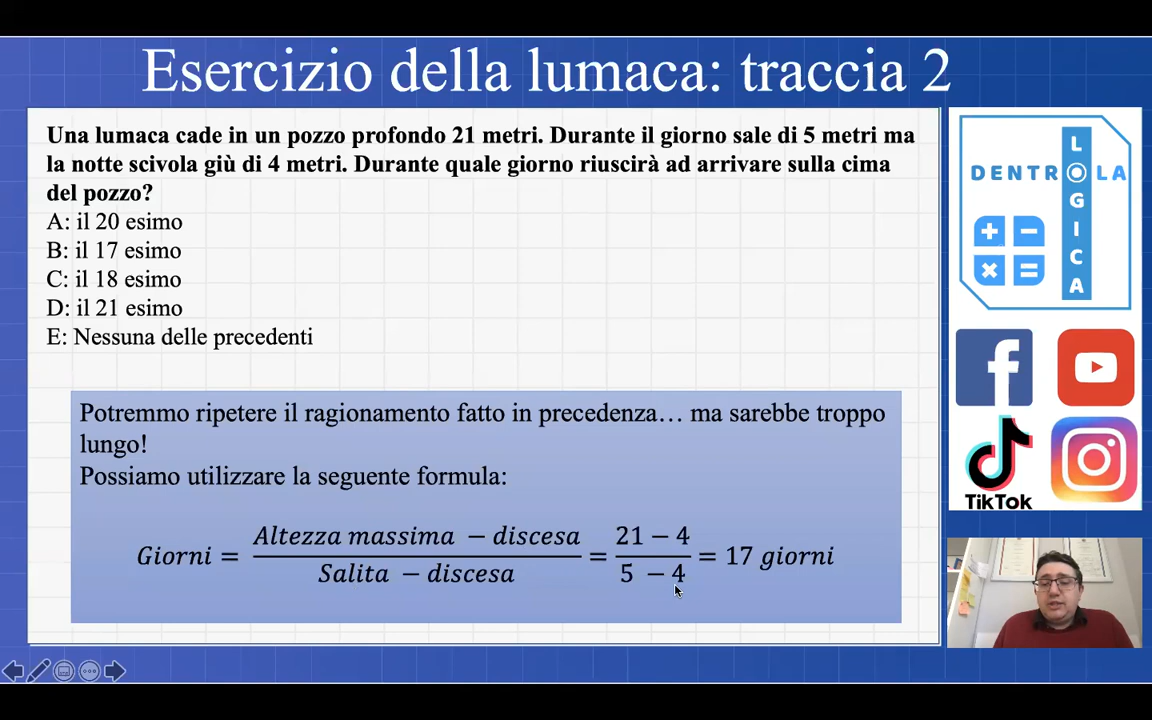 Esercizio della lumaca: traccia 2
Una lumaca cade in un pozzo profondo 21 metri. Durante il giorno sale di 5 metri ma
la notte scivola giù di 4 metri. Durante quale giorno riuscirà ad arrivare sulla cima
del pozzo?
A: il 20 esimo
B: il 17 esimo
C: il 18 esimo
D: il 21 esimo
E: Nessuna delle precedenti
Potremmo ripetere il ragionamento fatto in precedenza… ma sarebbe troppo
lungo!
Possiamo utilizzare la seguente formula:
Giorni = (Altezza massima − discesa) / (Salita − discesa) = (21 − 4) / (5 − 4) = 17 giorni
DENTRO LA
LOGICA
TikTok